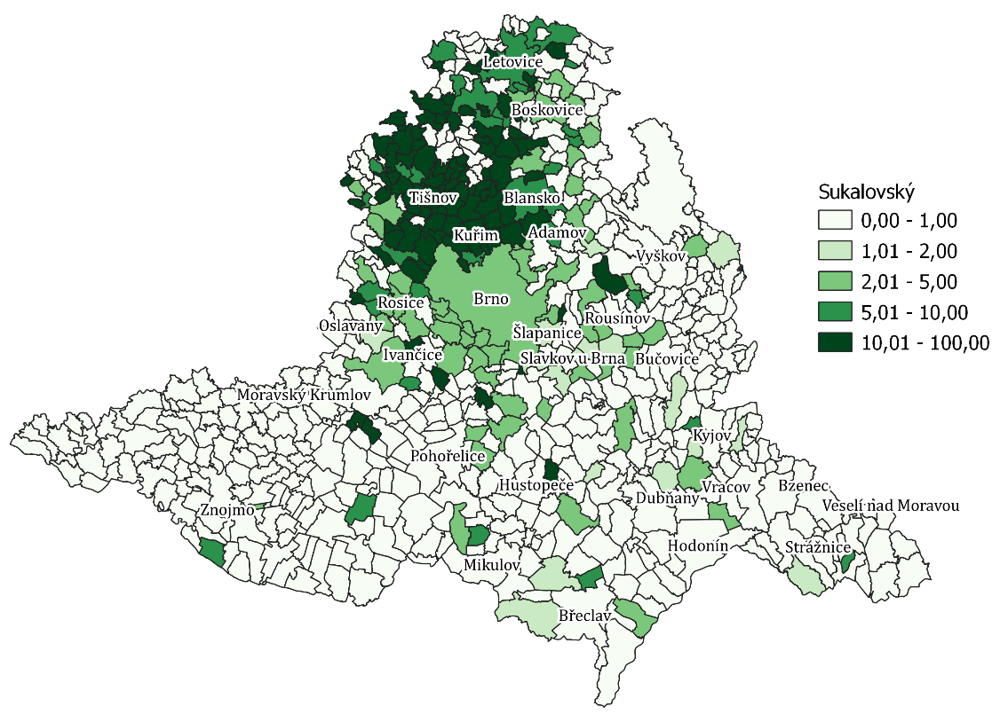 Letovice
Boskovice
Tišnov
Blansko
Kuřim
Adamov
Vyškov
Brno
Rosice
Rousínov
Oslavany
Šlapanice
Ivančice
Slavkov u Brna
Bučovice
Moravský Krumlov
Kyjov
Pohořelice
Hustopeče
Dubňany
Vracov
Bzenec
Znojmo
Veselí nad Moravou
Hodonín
Strážnice
Mikulov
Břeclav
Sukalovský
0,00 - 1,00
1,01 - 2,00
2,01 - 5,00
5,01 - 10,00
10,01 - 100,00